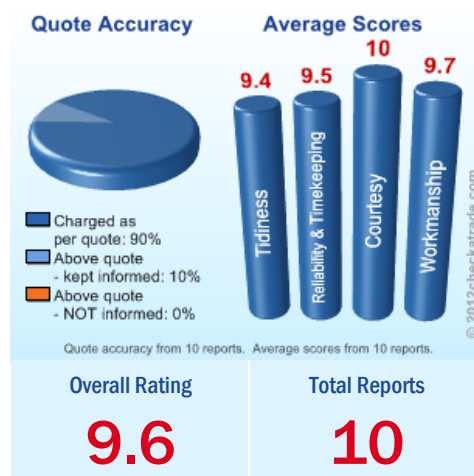 Quote Accuracy
Charged as
per quote: 90%
Above quote
- kept informed: 10%
Above quote
- NOT informed: 0%
Average Scores
9.4
9.5
10
9.7
Tidiness
Reliability & Timekeeping
Courtesy
Workmanship
© 2012checkatrade.com
Quote accuracy from 10 reports. Average scores from 10 reports.
Overall Rating
9.6
Total Reports
10